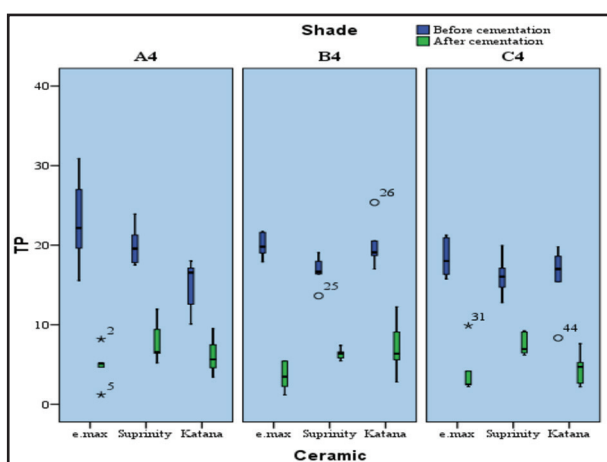 Shade
Before cementation
After cementation
A4 B4 C4
40
30
20
10
0
TP
2
5
26
25
31
44
e.max Suprinity Katana e.max Suprinity Katana e.max Suprinity Katana
Ceramic